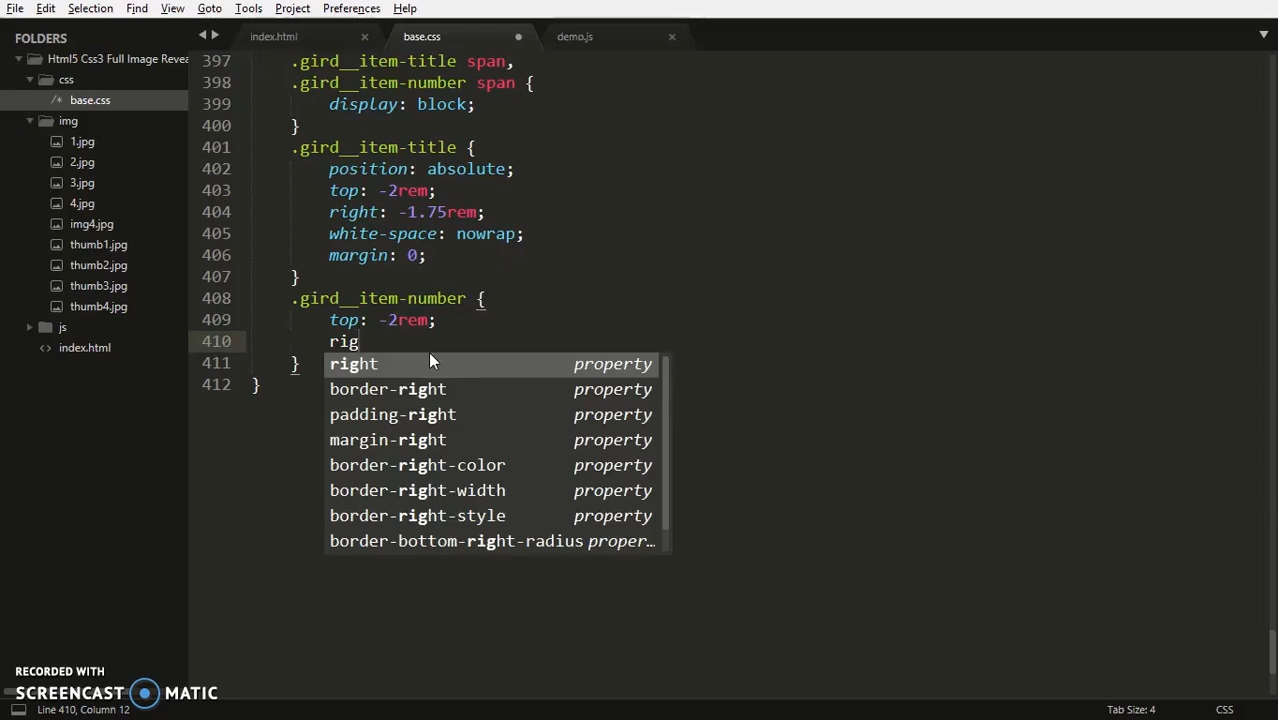 File Edit Selection Find View Goto Tools Project Preferences Help
FOLDERS
Html5 Css3 Full Image Revea
css
/* base.css
img
1.jpg
2.jpg
3.jpg
4.jpg
img4.jpg
thumb1.jpg
thumb2.jpg
thumb3.jpg
thumb4.jpg
js
<> index.html
index.html × base.css demo.js ×
397 .gird__item-title span,
398 .gird__item-number span {
399 display: block;
400 }
401 .gird__item-title {
402 position: absolute;
403 top: -2rem;
404 right: -1.75rem;
405 white-space: nowrap;
406 margin: 0;
407 }
408 .gird__item-number {
409 top: -2rem;
410 rig
411 }
412 }
right property
border-right property
padding-right property
margin-right property
border-right-color property
border-right-width property
border-right-style property
border-bottom-right-radius proper…
RECORDED WITH
SCREENCAST MATIC
Line 410, Column 12 Tab Size: 4 CSS